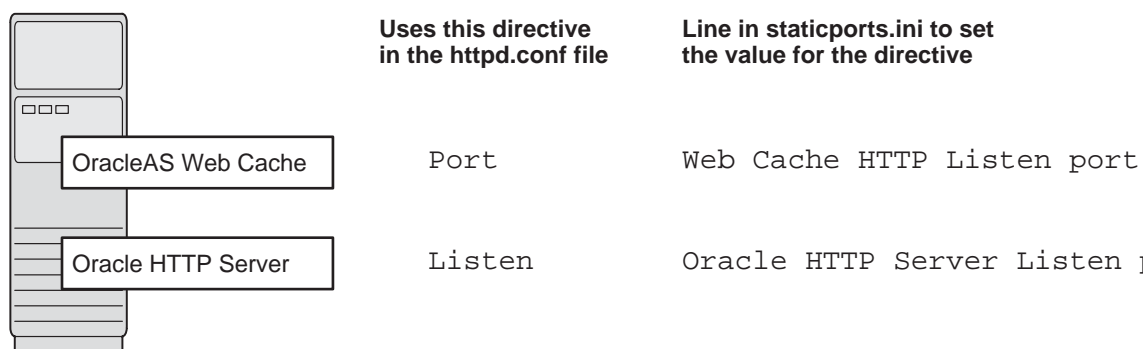 Uses this directive
in the httpd.conf file
Line in staticports.ini to set
the value for the directive
OracleAS Web Cache
Port
Web Cache HTTP Listen port
Oracle HTTP Server
Listen
Oracle HTTP Server Listen